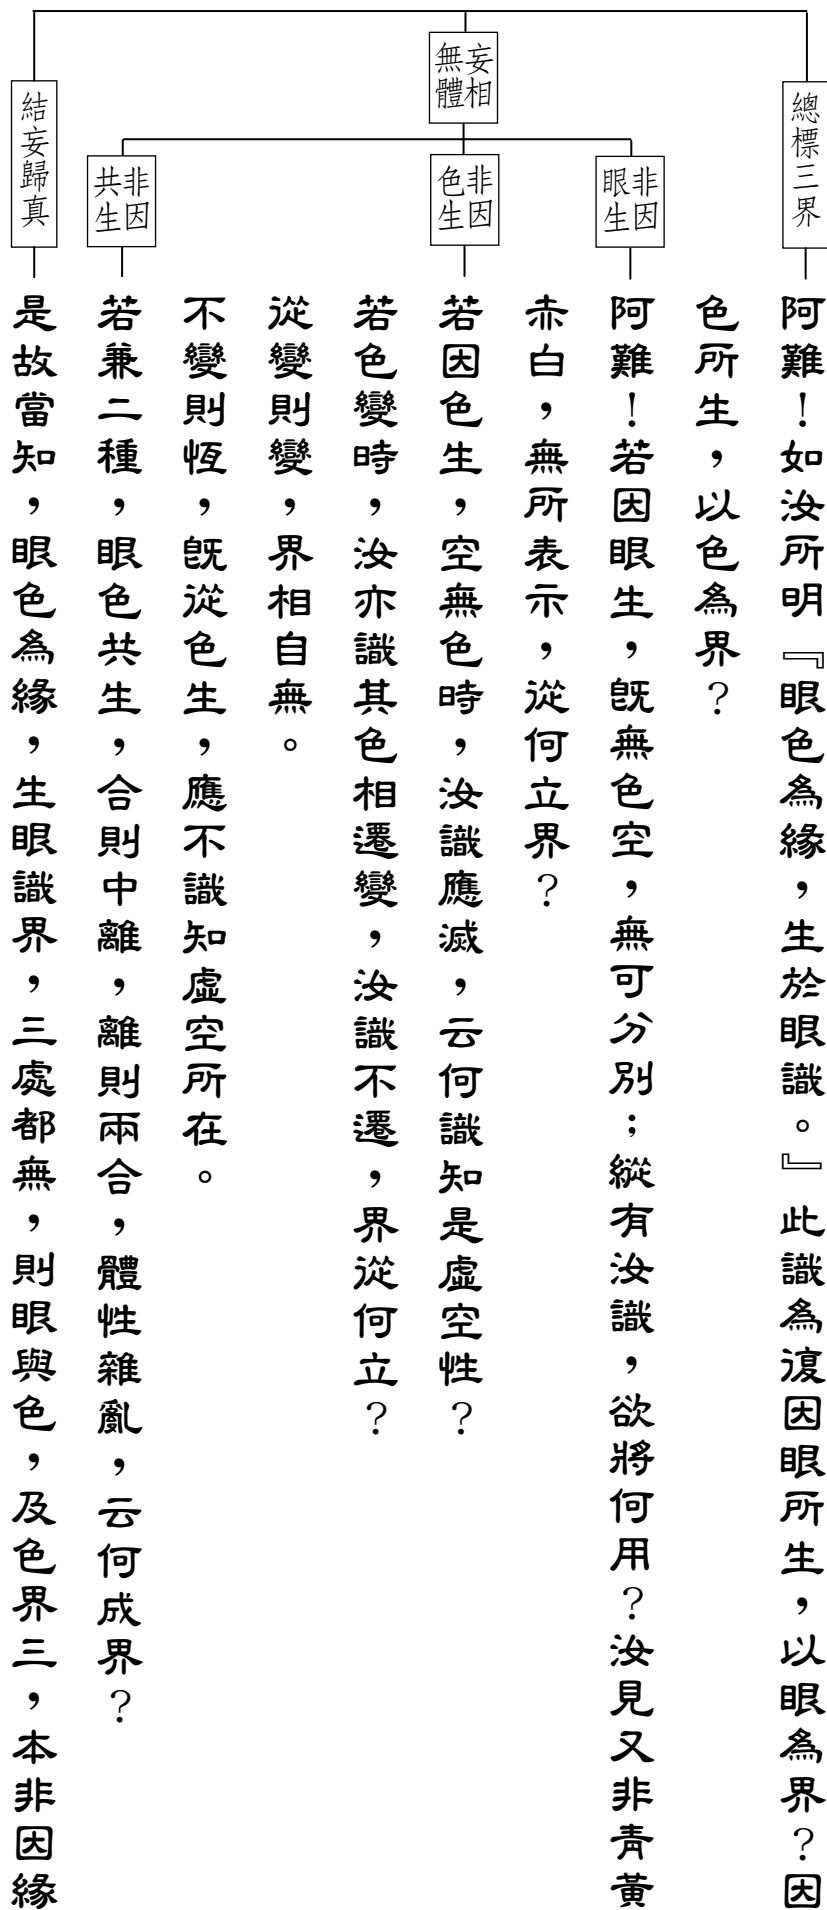 總標三界
妄相
無體
結妄歸真
非因
眼生
非因
色生
非因
共生
阿難！如汝所明『眼色為緣，生於眼識。』此識為復因眼所生，以眼為界？因
色所生，以色為界？
阿難！若因眼生，既無色空，無可分別；縱有汝識，欲將何用？汝見又非青黃
赤白，無所表示，從何立界？
若因色生，空無色時，汝識應滅，云何識知是虛空性？
若色變時，汝亦識其色相遷變，汝識不遷，界從何立？
從變則變，界相自無。
不變則恆，既從色生，應不識知虛空所在。
若兼二種，眼色共生，合則中離，離則兩合，體性雜亂，云何成界？
是故當知，眼色為緣，生眼識界，三處都無，則眼與色，及色界三，本非因緣